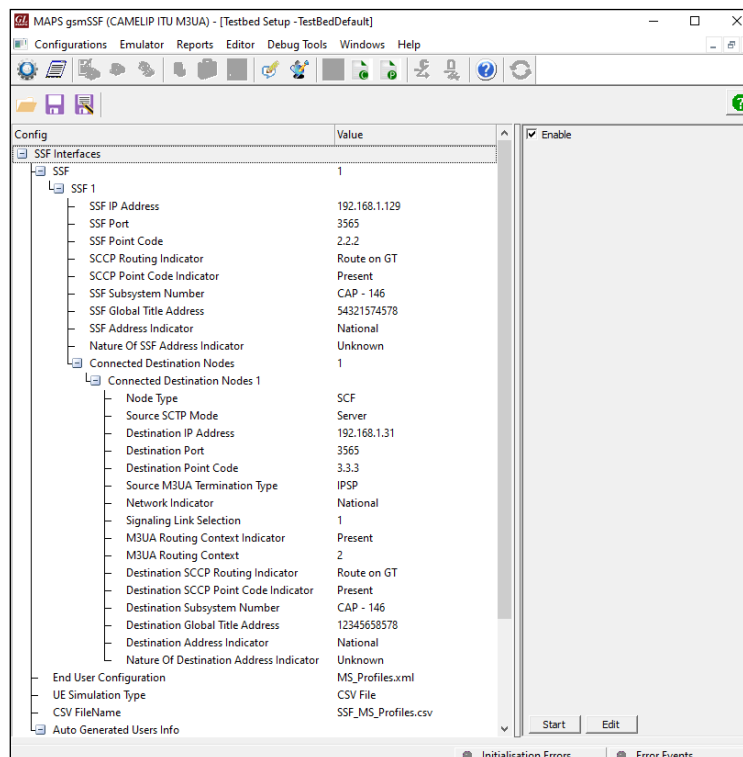 GL MAPS gsmSSF (CAMELIP ITU M3UA) - [Testbed Setup -TestBedDefault]
Configurations Emulator Reports Editor Debug Tools Windows Help
Config Value
Enable
SSF Interfaces
SSF 1
SSF 1
SSF IP Address 192.168.1.129
SSF Port 3565
SSF Point Code 2.2.2
SCCP Routing Indicator Route on GT
SCCP Point Code Indicator Present
SSF Subsystem Number CAP - 146
SSF Global Title Address 54321574578
SSF Address Indicator National
Nature Of SSF Address Indicator Unknown
Connected Destination Nodes 1
Connected Destination Nodes 1
Node Type SCF
Source SCTP Mode Server
Destination IP Address 192.168.1.31
Destination Port 3565
Destination Point Code 3.3.3
Source M3UA Termination Type IPSP
Network Indicator National
Signaling Link Selection 1
M3UA Routing Context Indicator Present
M3UA Routing Context 2
Destination SCCP Routing Indicator Route on GT
Destination SCCP Point Code Indicator Present
Destination Subsystem Number CAP - 146
Destination Global Title Address 12345658578
Destination Address Indicator National
Nature Of Destination Address Indicator Unknown
End User Configuration MS_Profiles.xml
UE Simulation Type CSV File
CSV FileName SSF_MS_Profiles.csv
Auto Generated Users Info
Start Edit
Initialisation Errors Error Events